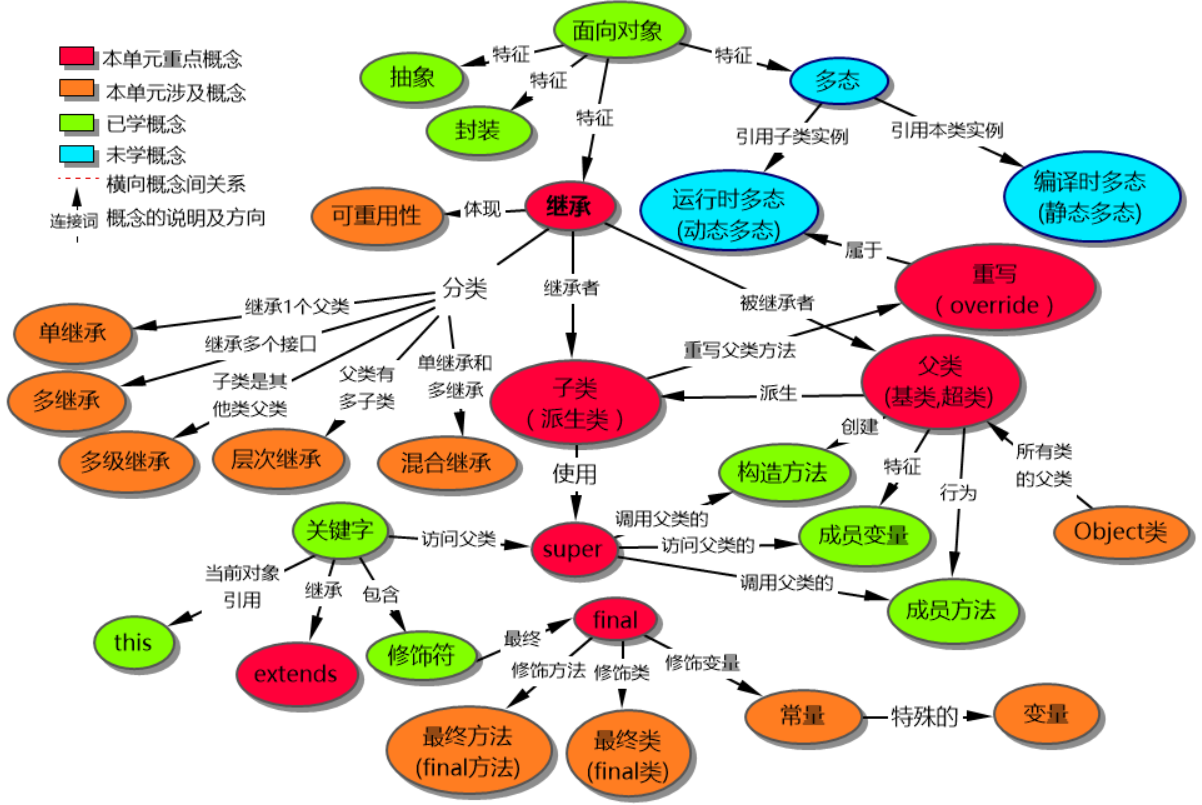 面向对象
本单元重点概念
本单元涉及概念
已学概念
未学概念
横向概念间关系
连接词
概念的说明及方向
特征
抽象
特征
封装
特征
特征
多态
引用子类实例
引用本类实例
运行时多态
(动态多态)
编译时多态
(静态多态)
继承
体现
可重用性
属于
重写
( override )
分类
继承者
被继承者
继承1个父类
单继承
继承多个接口
多继承
子类是其
他类父类
多级继承
父类有
多子类
层次继承
单继承和
多继承
混合继承
重写父类方法
子类
( 派生类 )
派生
父类
(基类,超类)
创建
构造方法
特征
成员变量
行为
成员方法
所有类
的父类
Object类
使用
super
调用父类的
访问父类的
调用父类的
关键字
访问父类
当前对象
引用
this
继承
extends
包含
修饰符
最终
final
修饰方法
最终方法
(final方法)
修饰类
最终类
(final类)
修饰变量
常量
特殊的
变量